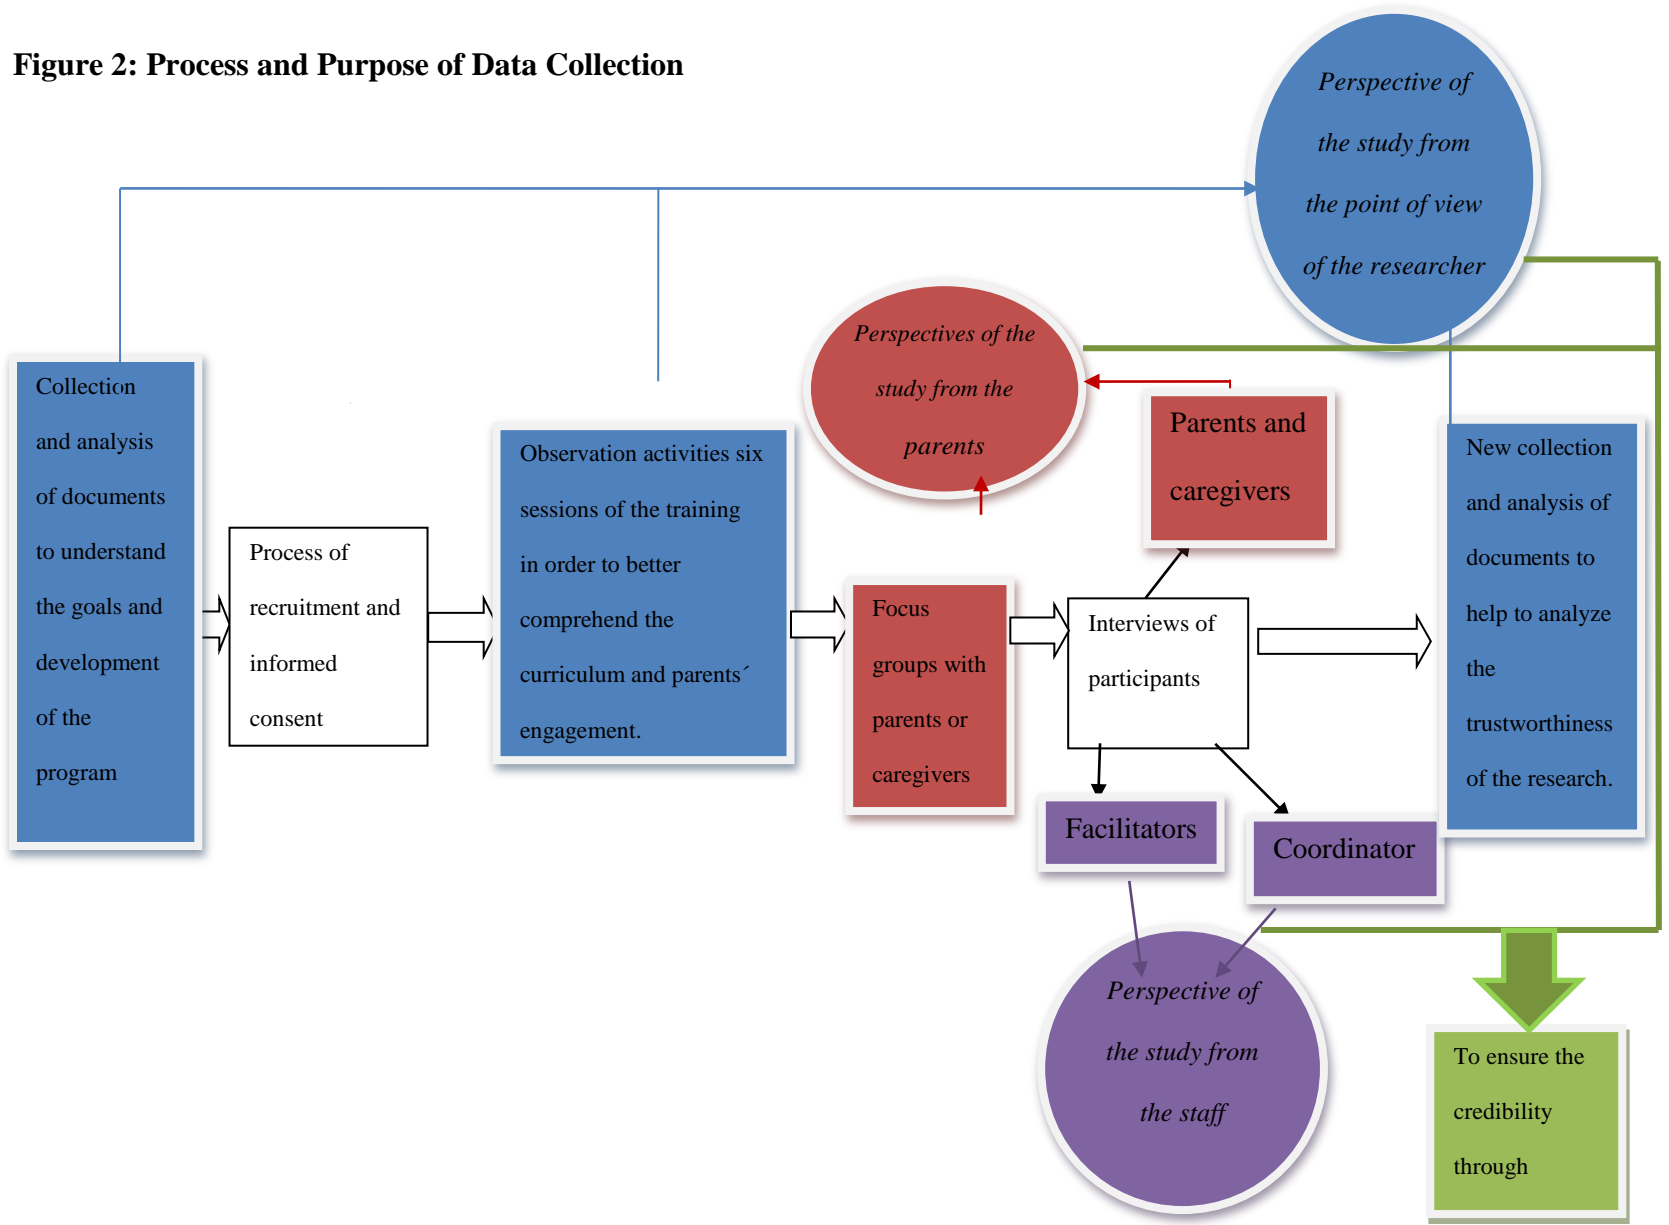 Figure 2: Process and Purpose of Data Collection
Perspective of
the study from
the point of view
of the researcher
Perspectives of the
study from the
parents
Collection
and analysis
of documents
to understand
the goals and
development
of the
program
Process of
recruitment and
informed
consent
Observation activities six
sessions of the training
in order to better
comprehend the
curriculum and parents´
engagement.
Focus
groups with
parents or
caregivers
Interviews of
participants
Parents and
caregivers
Facilitators
Coordinator
New collection
and analysis of
documents to
help to analyze
the
trustworthiness
of the research.
Perspective of
the study from
the staff
To ensure the
credibility
through